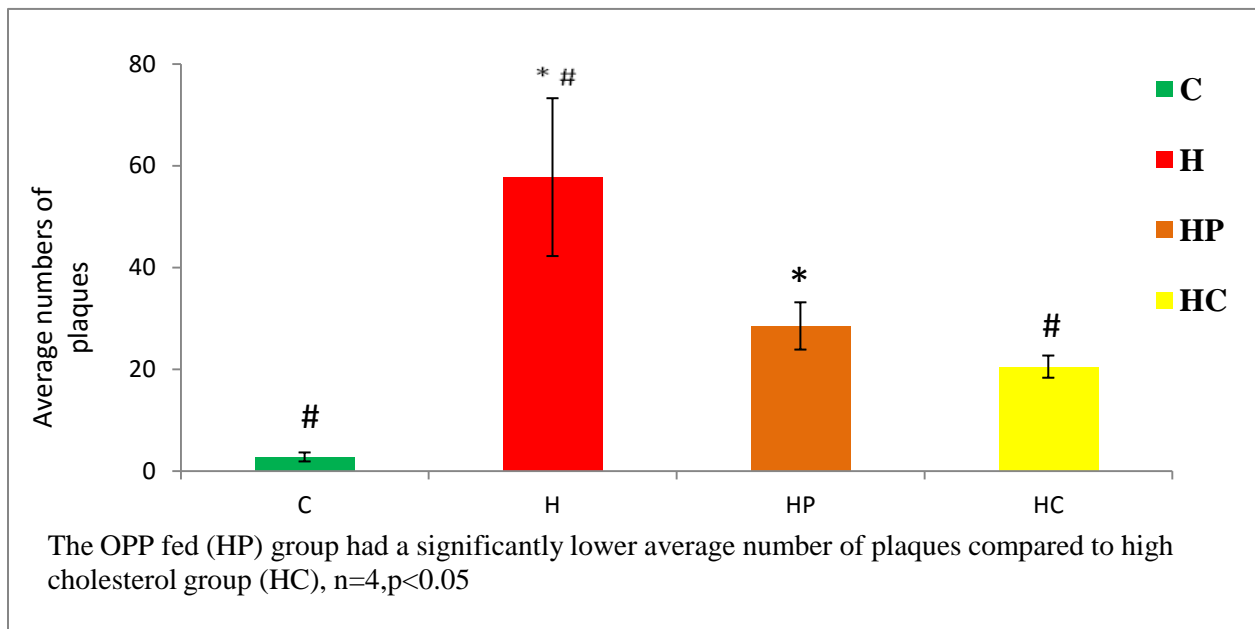 80
60
40
20
0
Average numbers of
plaques
#
* #
*
#
C
H
HP
HC
C
H
HP
HC
The OPP fed (HP) group had a significantly lower average number of plaques compared to high
cholesterol group (HC), n=4,p<0.05